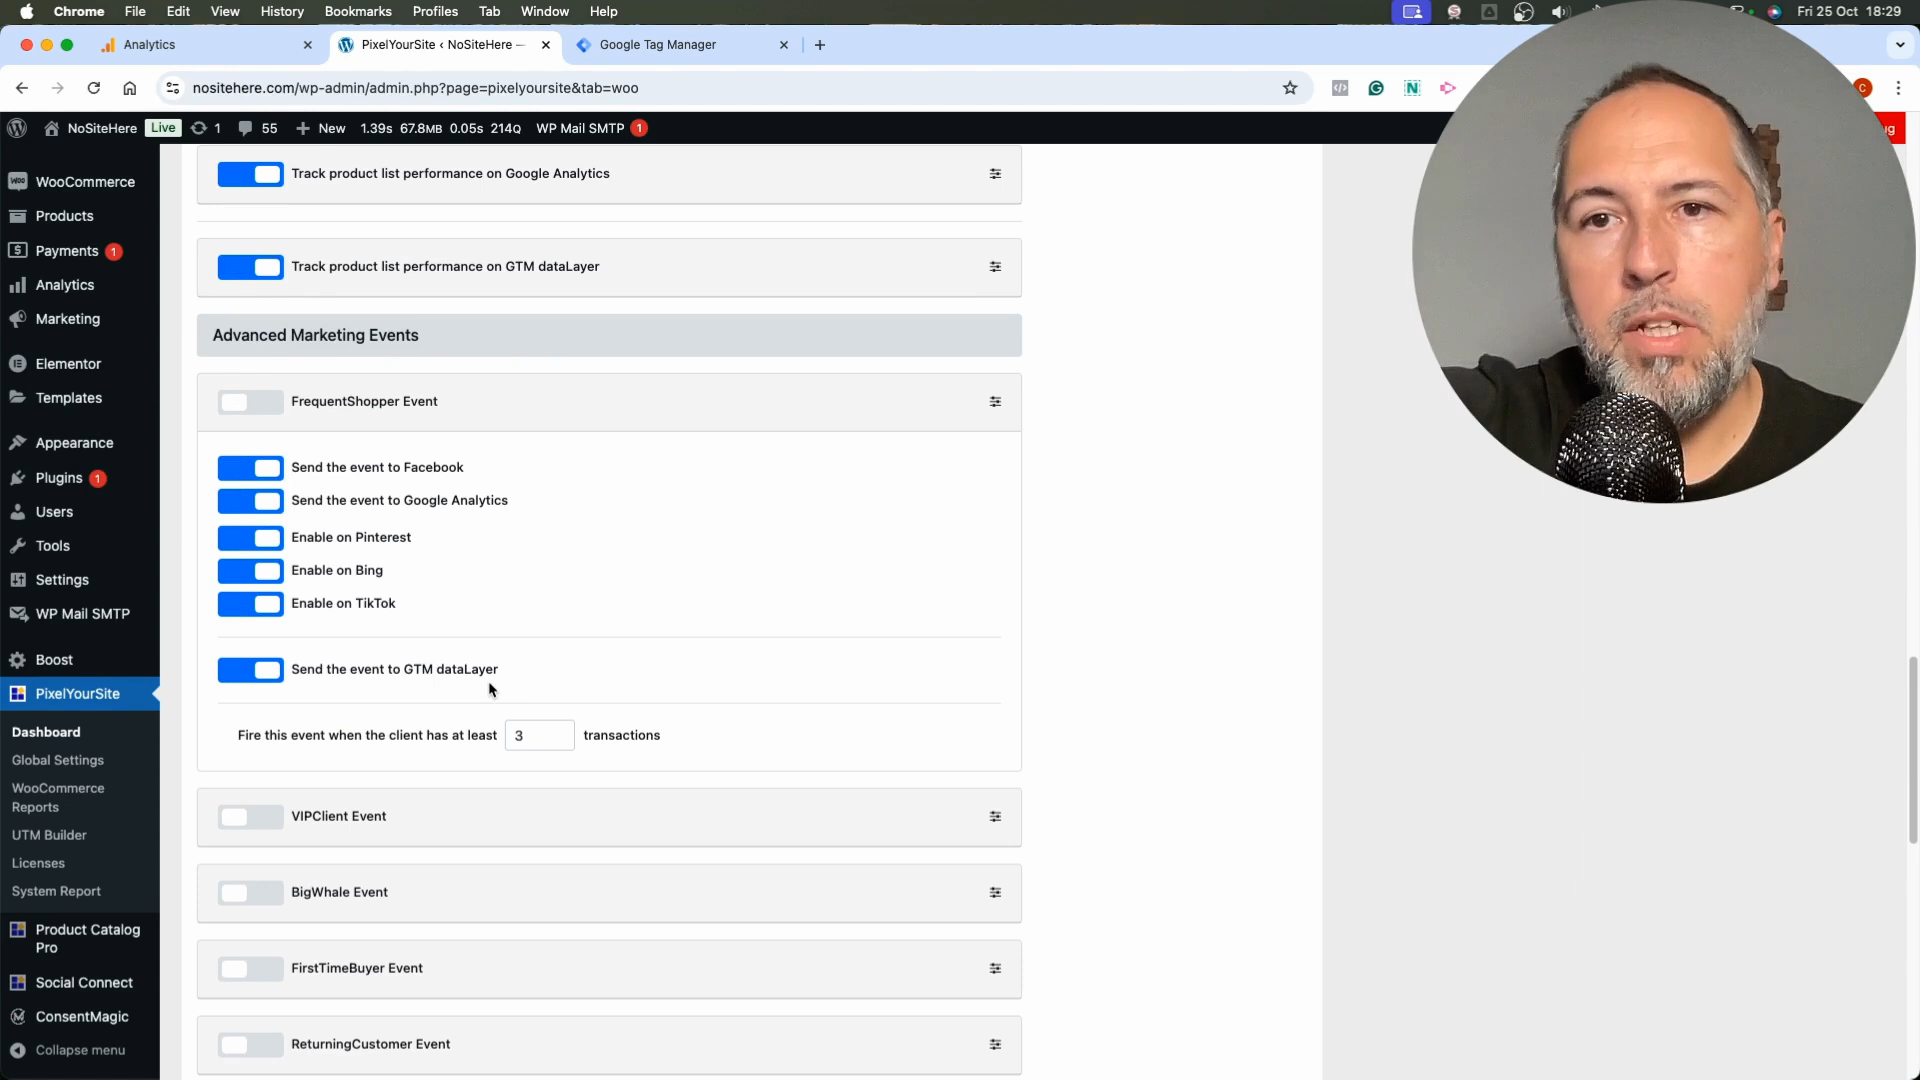 Chrome File Edit View History Bookmarks Profiles Tab Window Help
Fri 25 Oct 18:29
Analytics
PixelYourSite ‹ NoSiteHere —
Google Tag Manager
nositehere.com/wp-admin/admin.php?page=pixelyoursite&tab=woo
NoSiteHere Live 1 55 New 1.39s 67.8MB 0.05s 214Q WP Mail SMTP 1
WooCommerce
Products
Payments 1
Analytics
Marketing
Elementor
Templates
Appearance
Plugins 1
Users
Tools
Settings
WP Mail SMTP
Boost
PixelYourSite
Dashboard
Global Settings
WooCommerce
Reports
UTM Builder
Licenses
System Report
Product Catalog
Pro
Social Connect
ConsentMagic
Collapse menu
Track product list performance on Google Analytics
Track product list performance on GTM dataLayer
Advanced Marketing Events
FrequentShopper Event
Send the event to Facebook
Send the event to Google Analytics
Enable on Pinterest
Enable on Bing
Enable on TikTok
Send the event to GTM dataLayer
Fire this event when the client has at least 3 transactions
VIPClient Event
BigWhale Event
FirstTimeBuyer Event
ReturningCustomer Event